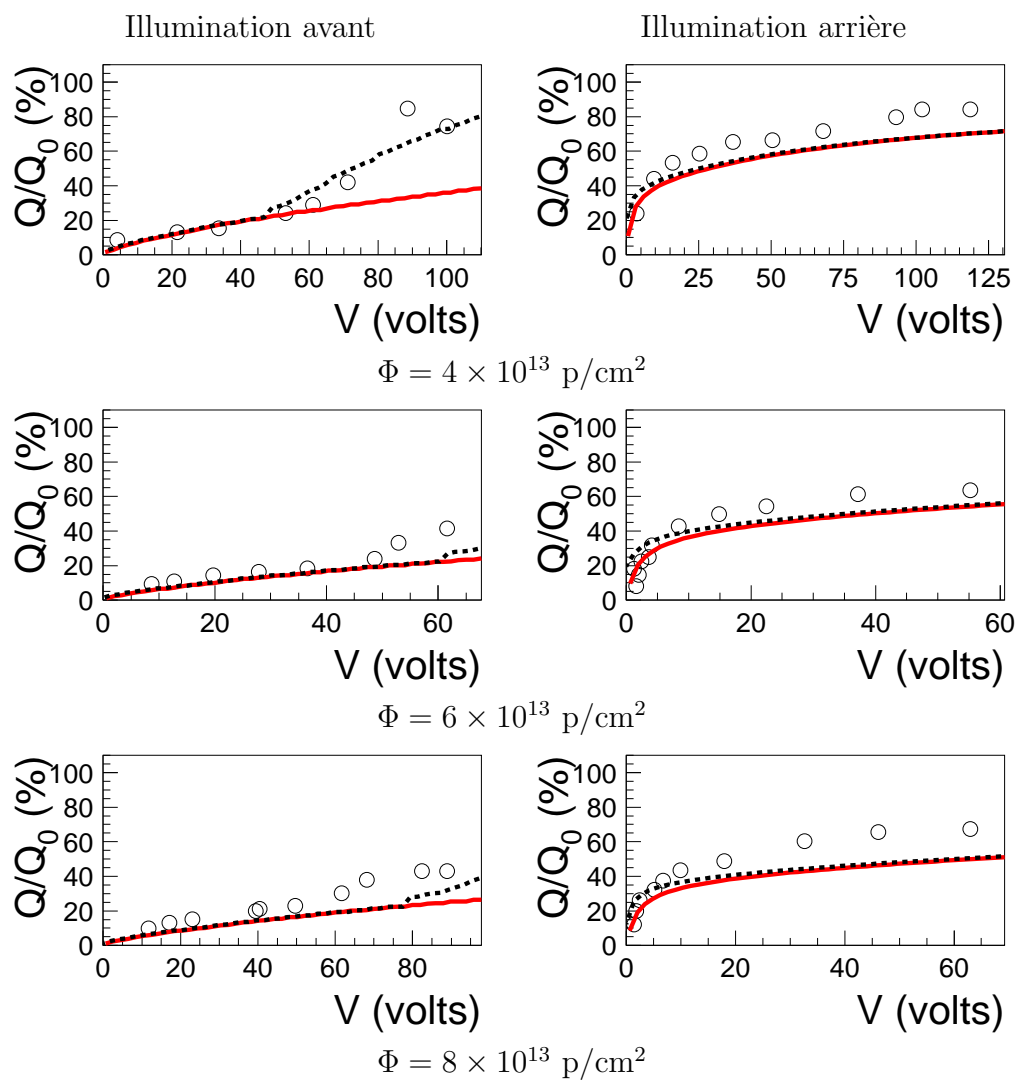 Illumination avant Illumination arrière
Q/Q0 (%) 100 80 60 40 20 0
0 20 40 60 80 100
V (volts)
Q/Q0 (%) 100 80 60 40 20 0
0 25 50 75 100 125
V (volts)
Φ = 4 × 10^13 p/cm^2
Q/Q0 (%) 100 80 60 40 20 0
0 20 40 60
V (volts)
Q/Q0 (%) 100 80 60 40 20 0
0 20 40 60
V (volts)
Φ = 6 × 10^13 p/cm^2
Q/Q0 (%) 100 80 60 40 20 0
0 20 40 60 80
V (volts)
Q/Q0 (%) 100 80 60 40 20 0
0 20 40 60
V (volts)
Φ = 8 × 10^13 p/cm^2